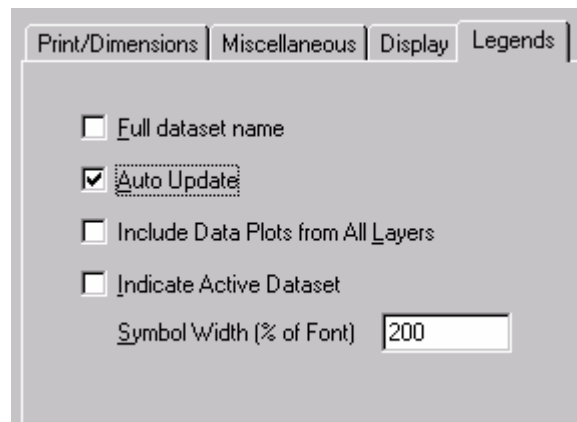 Print/Dimensions Miscellaneous Display Legends
Full dataset name
Auto Update
Include Data Plots from All Layers
Indicate Active Dataset
Symbol Width (% of Font) 200